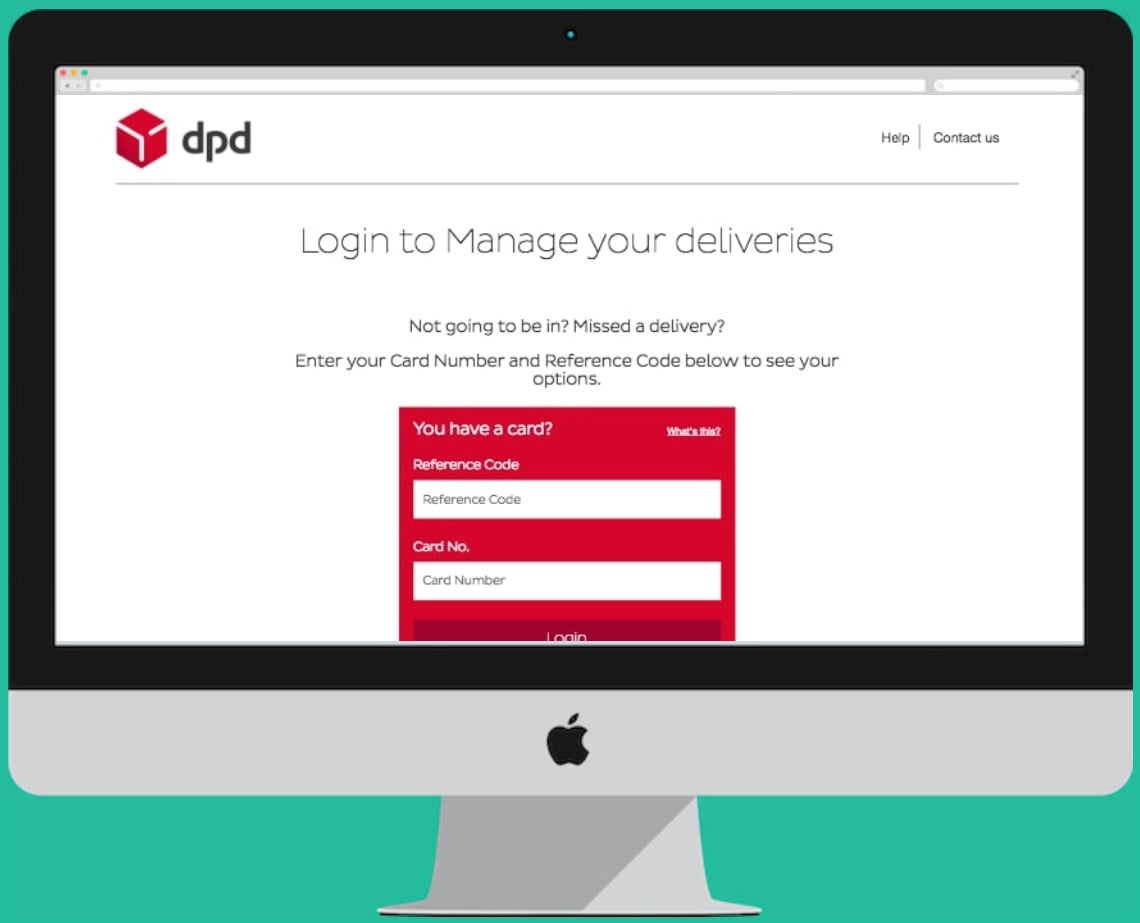 dpd
Help
Contact us
Login to Manage your deliveries
Not going to be in? Missed a delivery?
Enter your Card Number and Reference Code below to see your
options.
You have a card?
What's this?
Reference Code
Reference Code
Card No.
Card Number
Login